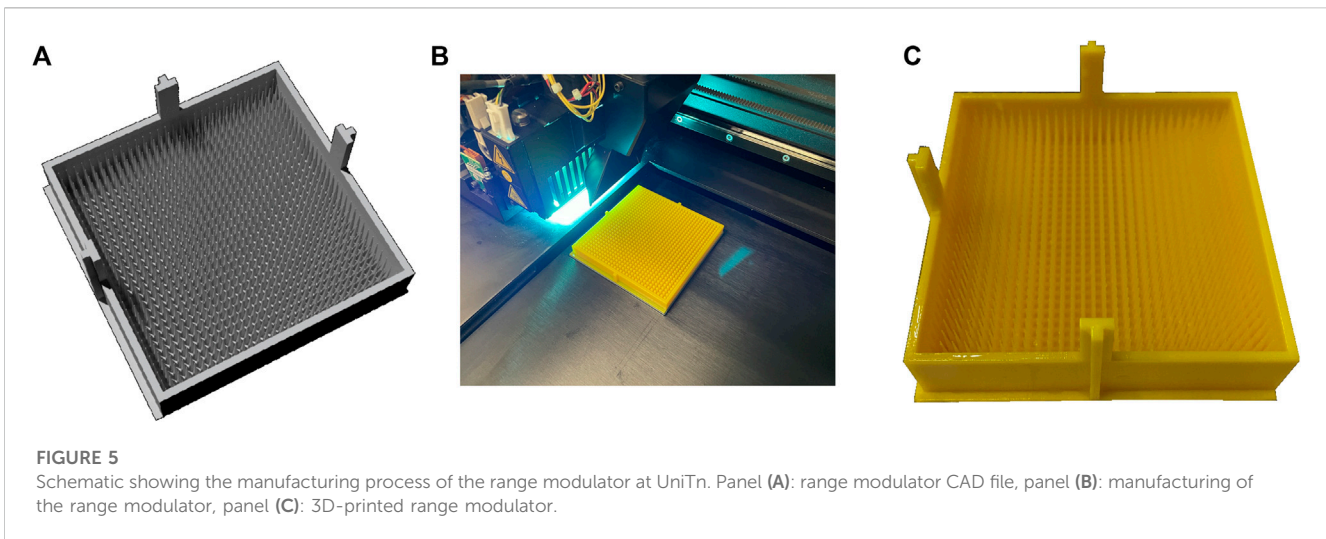 A
B
C
FIGURE 5
Schematic showing the manufacturing process of the range modulator at UniTn. Panel (A): range modulator CAD file, panel (B): manufacturing of
the range modulator, panel (C): 3D-printed range modulator.